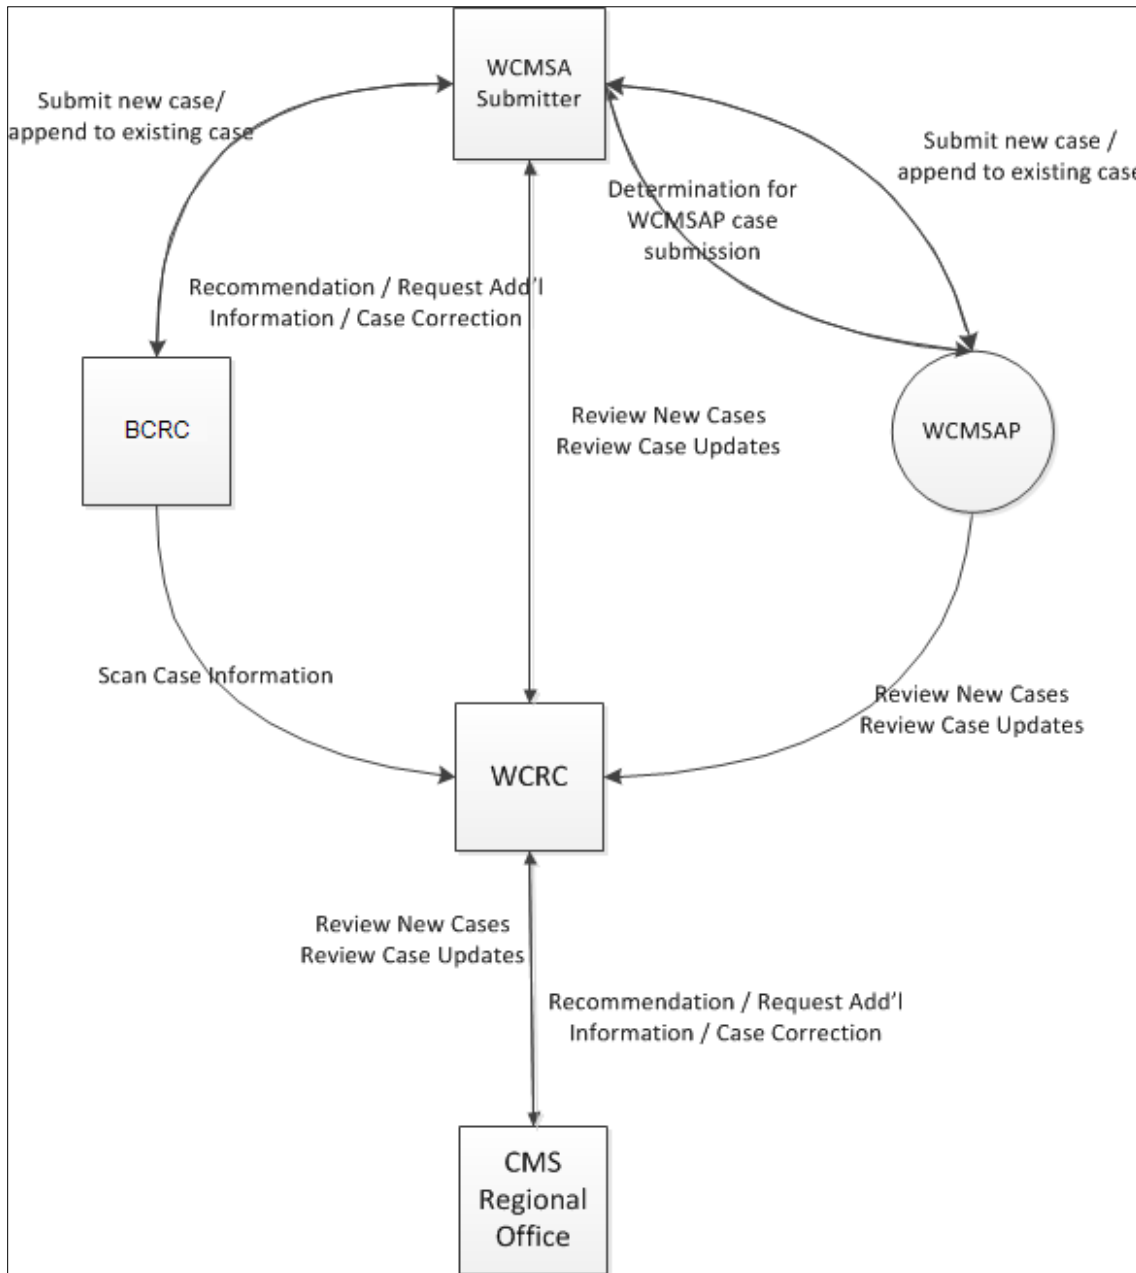 WCMSA
Submitter
Submit new case/
append to existing case
Submit new case /
append to existing case
Determination for
WCMSAP case
submission
Recommendation / Request Add'l
Information / Case Correction
BCRC
Review New Cases
Review Case Updates
WCMSAP
Scan Case Information
Review New Cases
Review Case Updates
WCRC
Review New Cases
Review Case Updates
Recommendation / Request Add'l
Information / Case Correction
CMS
Regional
Office